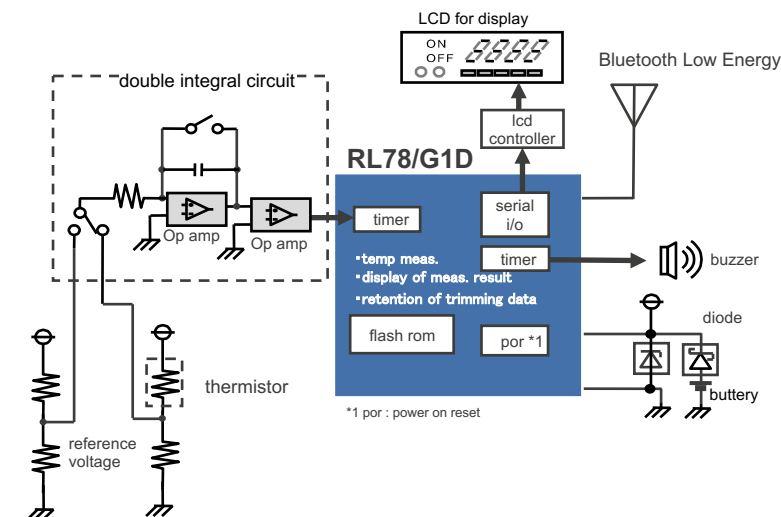 LCD for display
ON
OFF
Bluetooth Low Energy
double integral circuit
lcd
controller
RL78/G1D
Op amp
Op amp
timer
serial
i/o
•temp meas.
•display of meas. result
•retention of trimming data
timer
buzzer
flash rom
por *1
diode
buttery
thermistor
*1 por : power on reset
reference
voltage